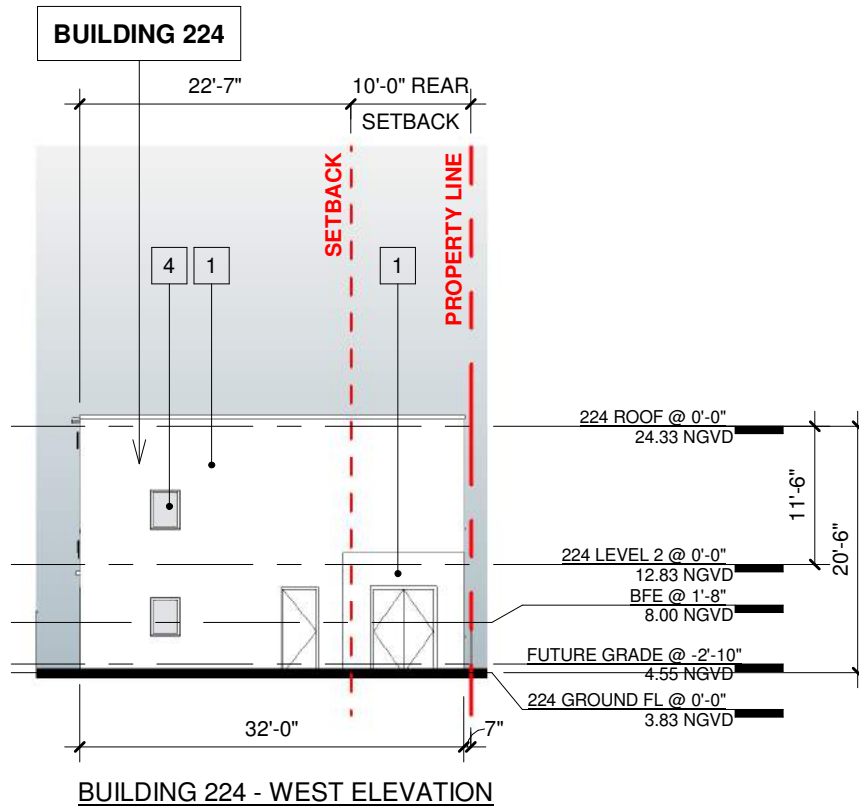 BUILDING 224
22'-7"
10'-0" REAR
SETBACK
SETBACK
PROPERTY LINE
4
1
1
224 ROOF @ 0'-0"
24.33 NGVD
11'-6"
20'-6"
224 LEVEL 2 @ 0'-0"
12.83 NGVD
BFE @ 1'-8"
8.00 NGVD
FUTURE GRADE @ -2'-10"
4.55 NGVD
224 GROUND FL @ 0'-0"
3.83 NGVD
32'-0"
7"
BUILDING 224 - WEST ELEVATION